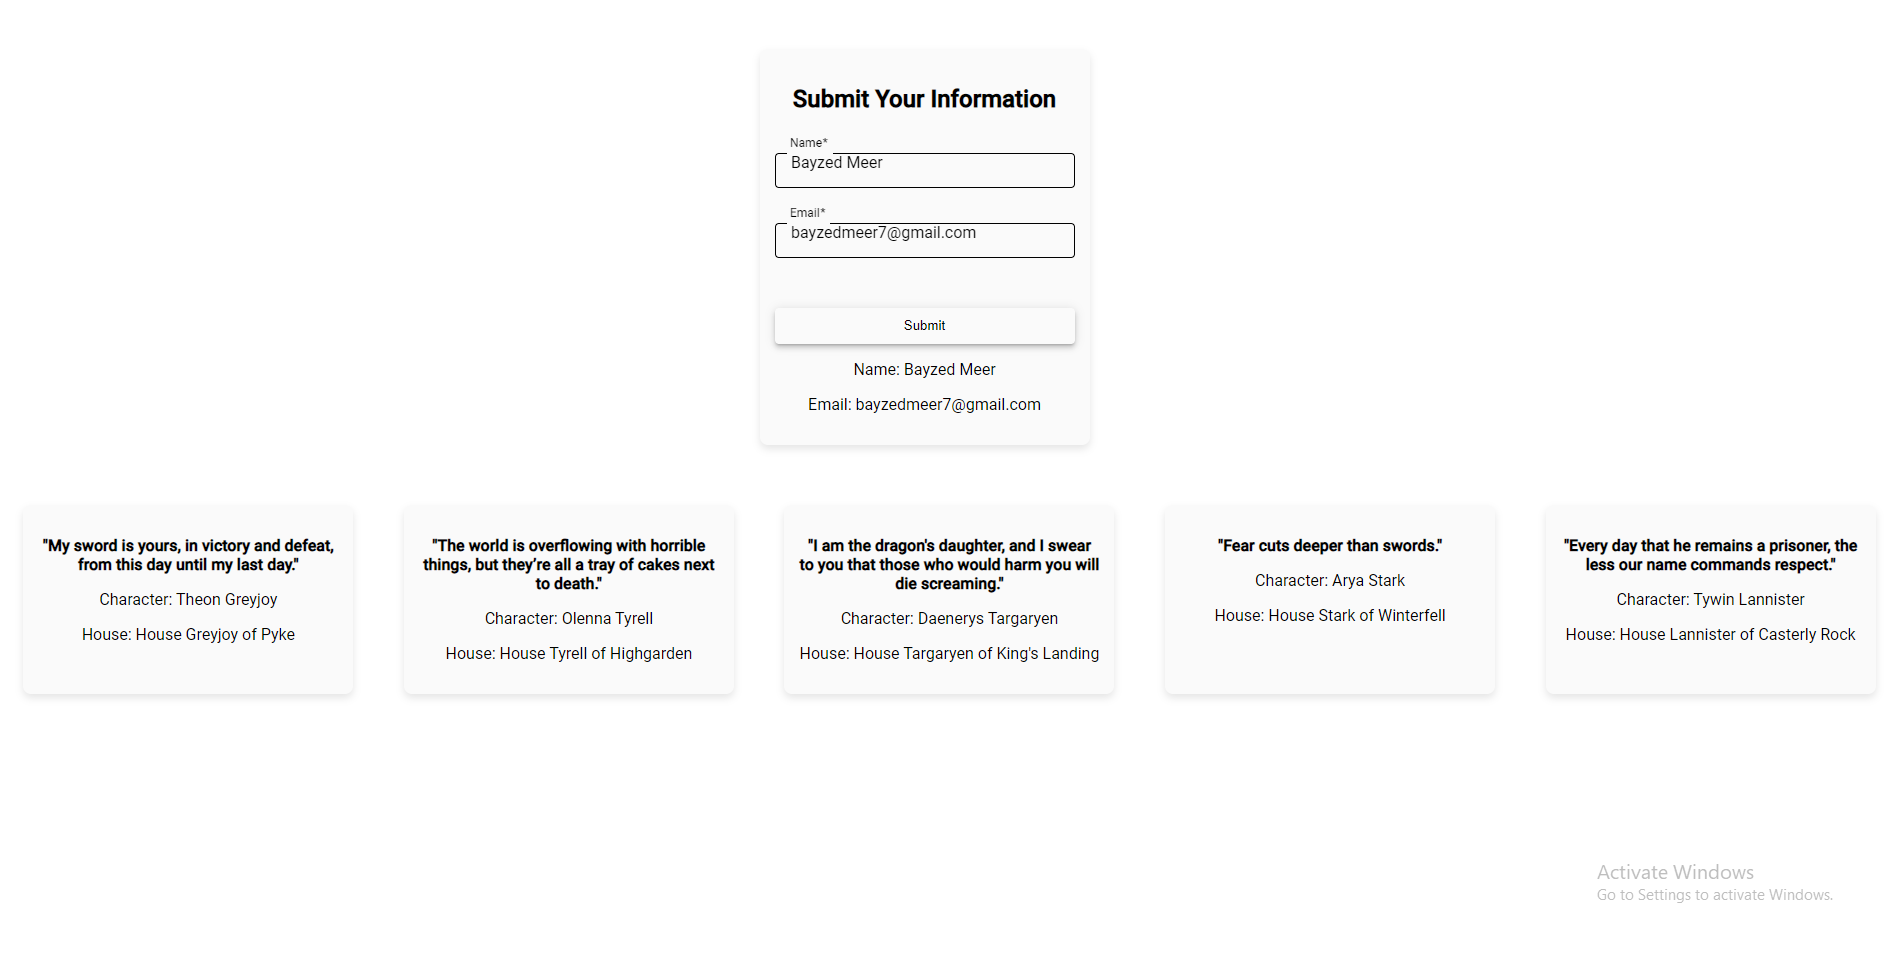 Submit Your Information
Name*
Bayzed Meer
Email*
bayzedmeer7@gmail.com
Submit
Name: Bayzed Meer
Email: bayzedmeer7@gmail.com
"My sword is yours, in victory and defeat,
from this day until my last day."
Character: Theon Greyjoy
House: House Greyjoy of Pyke
"The world is overflowing with horrible
things, but they’re all a tray of cakes next
to death."
Character: Olenna Tyrell
House: House Tyrell of Highgarden
"I am the dragon's daughter, and I swear
to you that those who would harm you will
die screaming."
Character: Daenerys Targaryen
House: House Targaryen of King's Landing
"Fear cuts deeper than swords."
Character: Arya Stark
House: House Stark of Winterfell
"Every day that he remains a prisoner, the
less our name commands respect."
Character: Tywin Lannister
House: House Lannister of Casterly Rock
Activate Windows
Go to Settings to activate Windows.